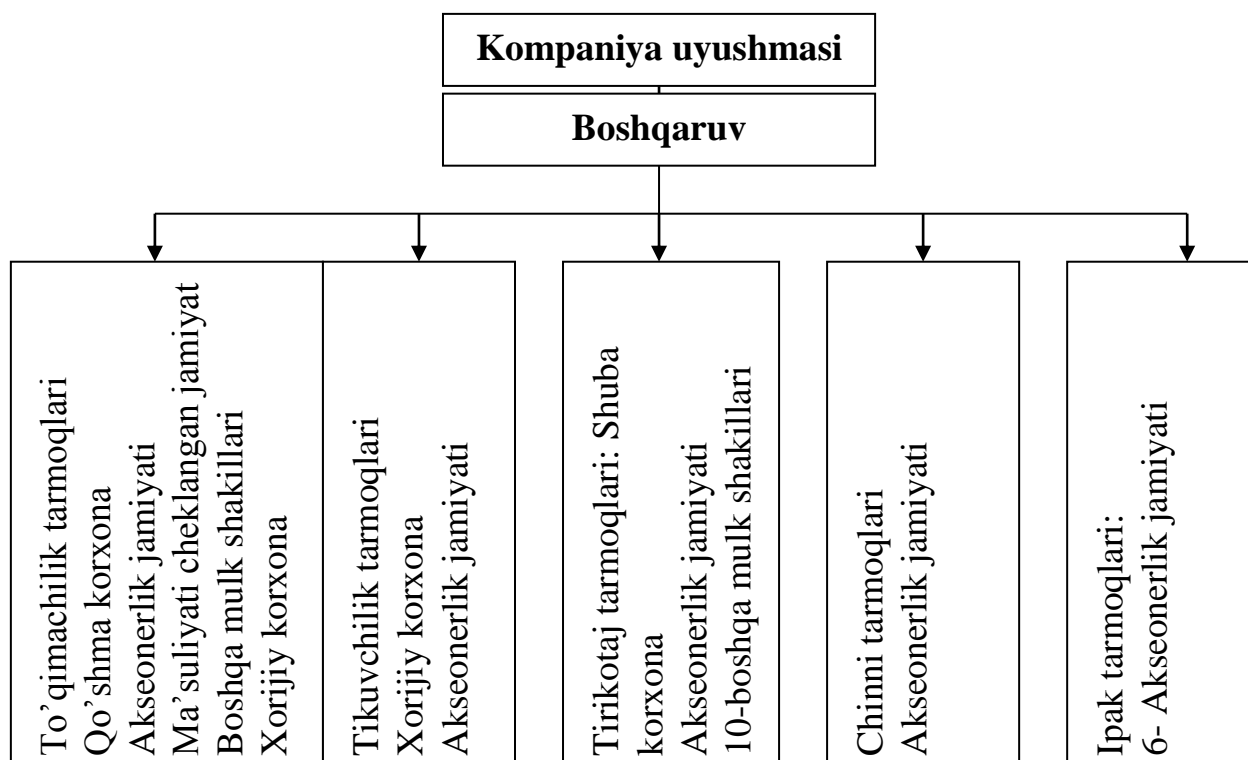 Kompaniya uyushmasi
Boshqaruv
To’qimachilik tarmoqlari
Qo’shma korxona
Akseonerlik jamiyati
Ma’suliyati cheklangan jamiyat
Boshqa mulk shakillari
Xorijiy korxona
Tikuvchilik tarmoqlari
Xorijiy korxona
Akseonerlik jamiyati
Tirikotaj tarmoqlari: Shuba
korxona
Akseonerlik jamiyati
10-boshqa mulk shakillari
Chinni tarmoqlari
Akseonerlik jamiyati
Ipak tarmoqlari:
6- Akseonerlik jamiyati